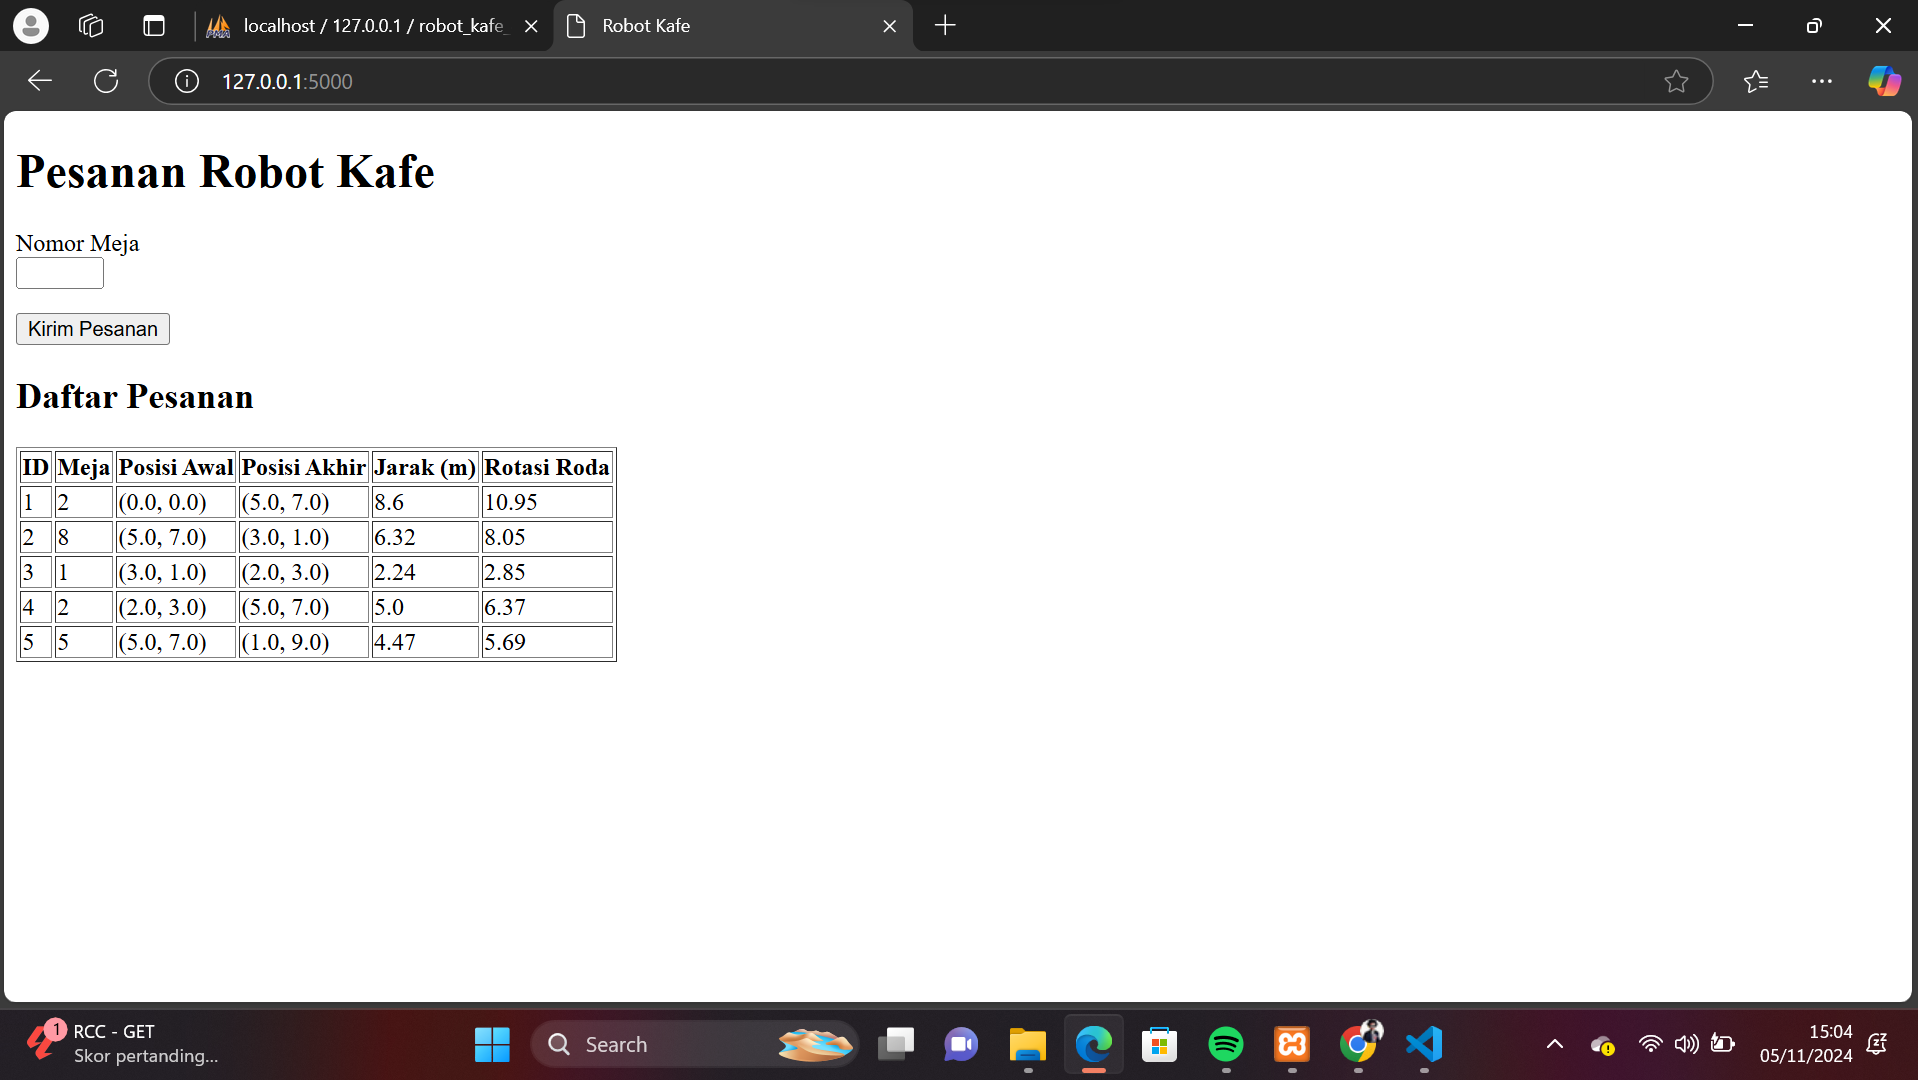 localhost / 127.0.0.1 / robot_kafe_
Robot Kafe
127.0.0.1:5000
Pesanan Robot Kafe
Nomor Meja
Kirim Pesanan
Daftar Pesanan
ID Meja Posisi Awal Posisi Akhir Jarak (m) Rotasi Roda
1 2 (0.0, 0.0) (5.0, 7.0) 8.6 10.95
2 8 (5.0, 7.0) (3.0, 1.0) 6.32 8.05
3 1 (3.0, 1.0) (2.0, 3.0) 2.24 2.85
4 2 (2.0, 3.0) (5.0, 7.0) 5.0 6.37
5 5 (5.0, 7.0) (1.0, 9.0) 4.47 5.69
1
RCC - GET
Skor pertanding...
Search
15:04
05/11/2024